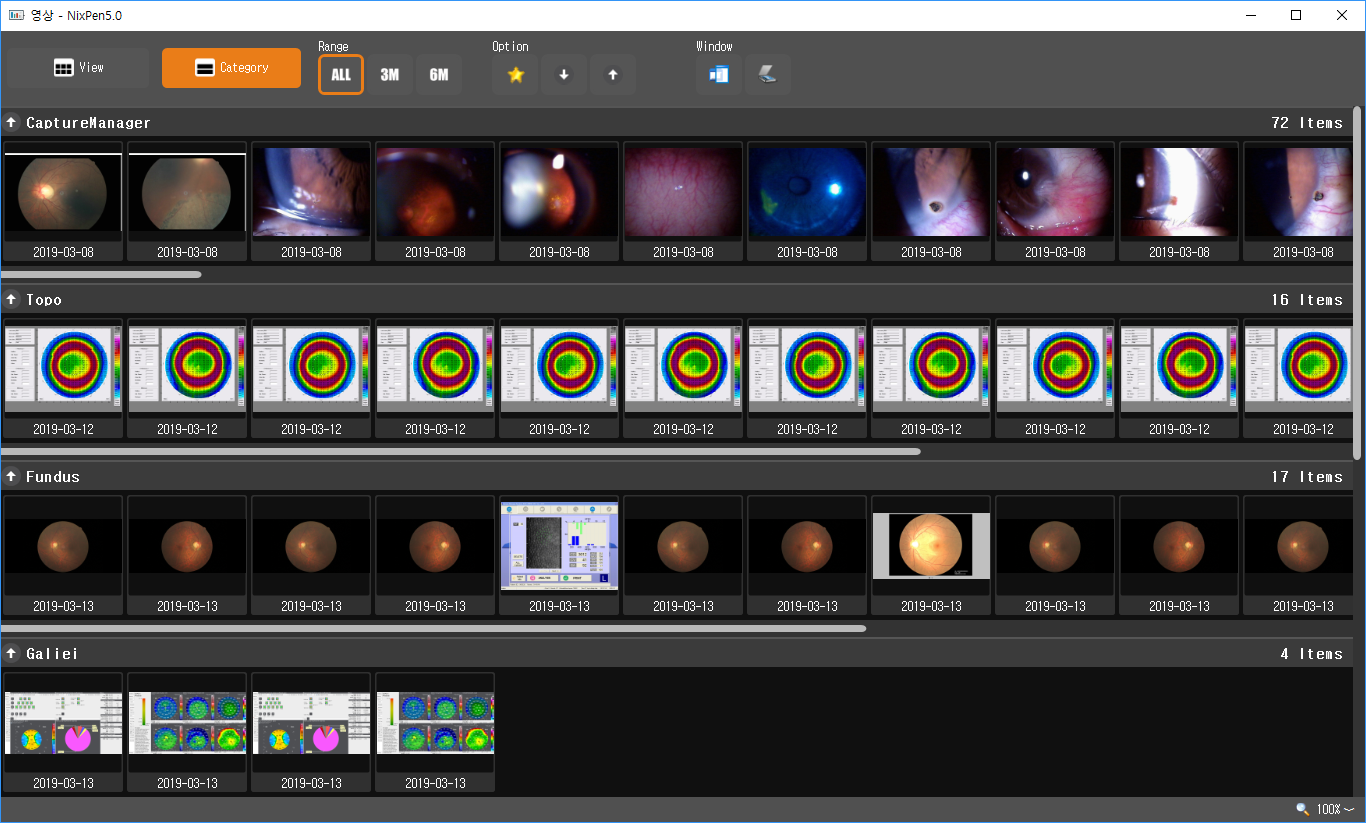 영상 - NixPen5.0
Range
Option
Window
View
Category
ALL
3M
6M
CaptureManager
72 Items
2019-03-08
2019-03-08
2019-03-08
2019-03-08
2019-03-08
2019-03-08
2019-03-08
2019-03-08
2019-03-08
2019-03-08
2019-03-08
Topo
16 Items
2019-03-12
2019-03-12
2019-03-12
2019-03-12
2019-03-12
2019-03-12
2019-03-12
2019-03-12
2019-03-12
2019-03-12
2019-03-12
Fundus
17 Items
L
2019-03-13
2019-03-13
2019-03-13
2019-03-13
2019-03-13
2019-03-13
2019-03-13
2019-03-13
2019-03-13
2019-03-13
2019-03-13
Galiei
4 Items
2019-03-13
2019-03-13
2019-03-13
2019-03-13
100%